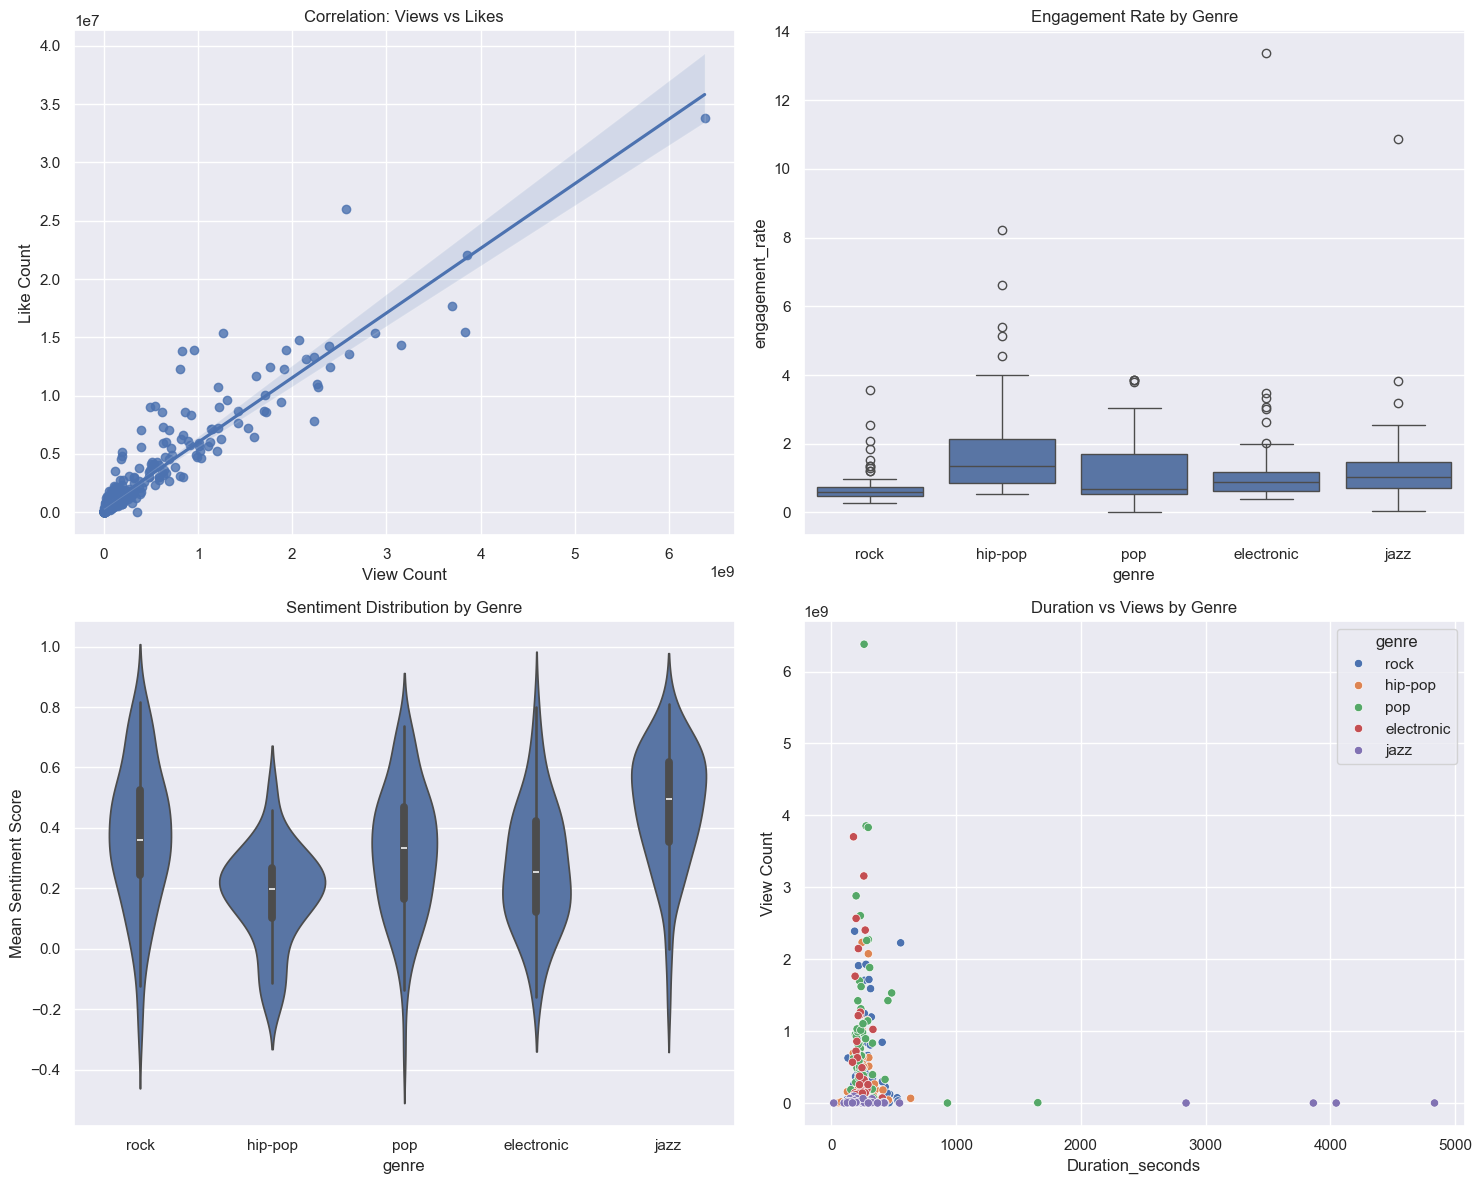 Correlation: Views vs Likes
1e7
4.0
3.5
3.0
2.5
2.0
1.5
1.0
0.5
0.0
Like Count
0 1 2 3 4 5 6
1e9
View Count
Engagement Rate by Genre
14
12
10
8
6
4
2
0
engagement_rate
rock hip-pop pop electronic jazz
genre
Sentiment Distribution by Genre
1.0
0.8
0.6
0.4
0.2
0.0
−0.2
−0.4
Mean Sentiment Score
rock hip-pop pop electronic jazz
genre
Duration vs Views by Genre
1e9
6
5
4
3
2
1
0
View Count
genre
rock
hip-pop
pop
electronic
jazz
0 1000 2000 3000 4000 5000
Duration_seconds